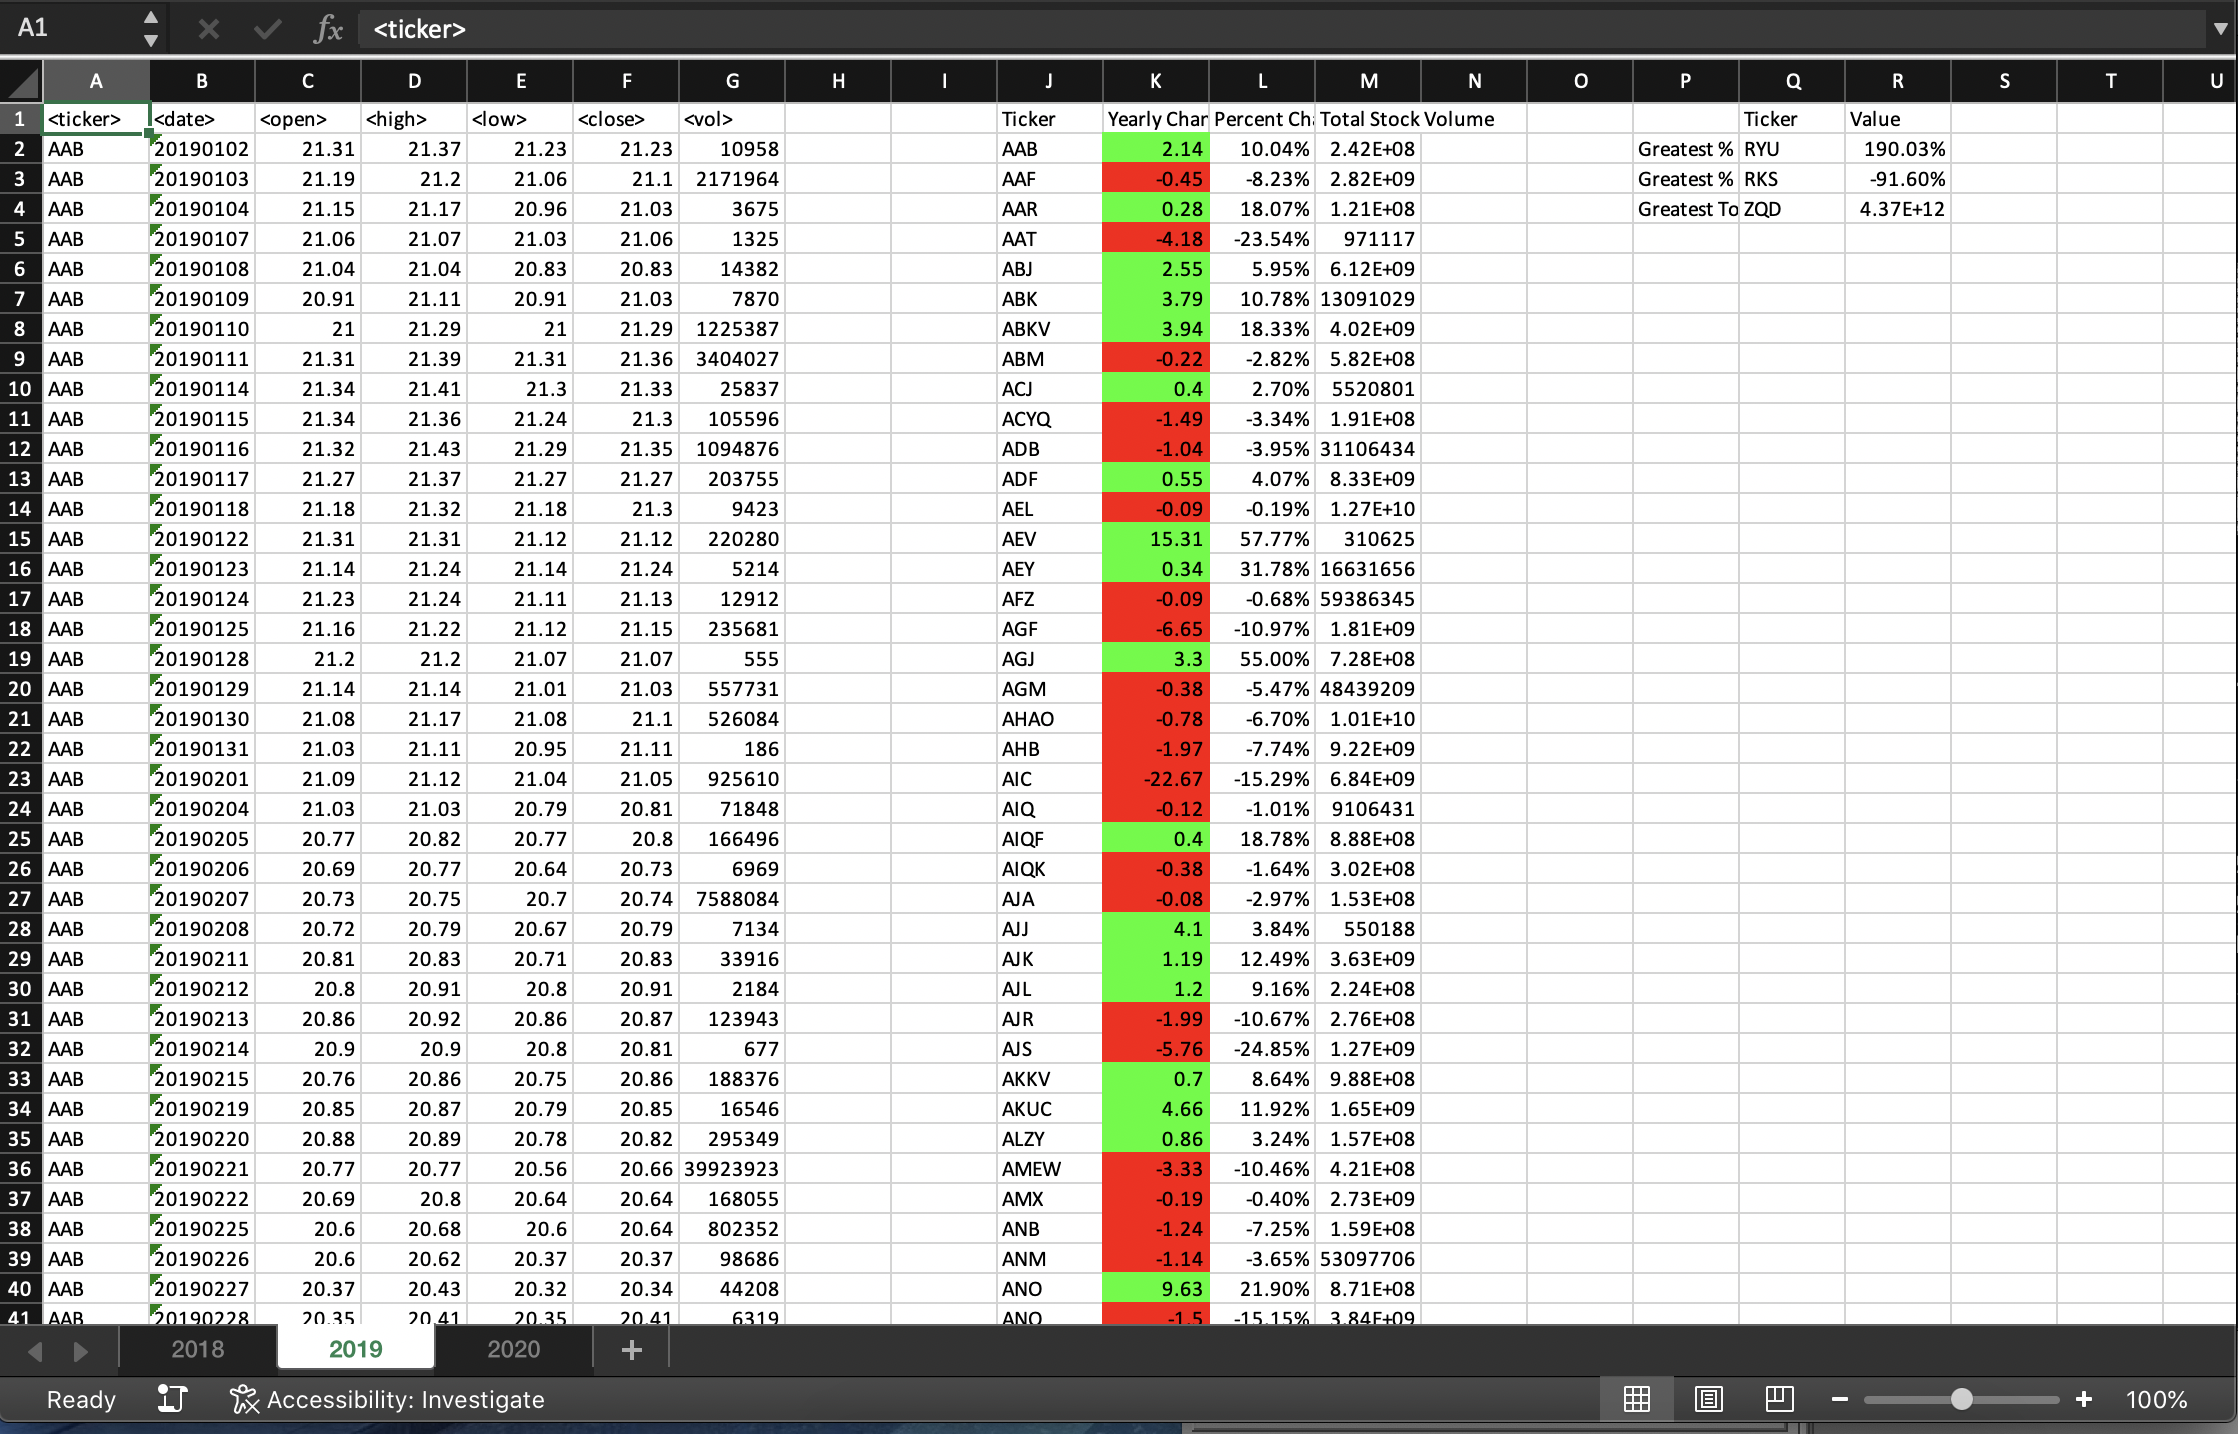 A1 fx <ticker>
A B C D E F G H I J K L M N O P Q R S T U
1 <ticker> <date> <open> <high> <low> <close> <vol> Ticker Yearly Char Percent Ch Total Stock Volume Ticker Value
2 AAB 20190102 21.31 21.37 21.23 21.23 10958 AAB 2.14 10.04% 2.42E+08 Greatest % RYU 190.03%
3 AAB 20190103 21.19 21.2 21.06 21.1 2171964 AAF -0.45 -8.23% 2.82E+09 Greatest % RKS -91.60%
4 AAB 20190104 21.15 21.17 20.96 21.03 3675 AAR 0.28 18.07% 1.21E+08 Greatest To ZQD 4.37E+12
5 AAB 20190107 21.06 21.07 21.03 21.06 1325 AAT -4.18 -23.54% 971117
6 AAB 20190108 21.04 21.04 20.83 20.83 14382 ABJ 2.55 5.95% 6.12E+09
7 AAB 20190109 20.91 21.11 20.91 21.03 7870 ABK 3.79 10.78% 13091029
8 AAB 20190110 21 21.29 21 21.29 1225387 ABKV 3.94 18.33% 4.02E+09
9 AAB 20190111 21.31 21.39 21.31 21.36 3404027 ABM -0.22 -2.82% 5.82E+08
10 AAB 20190114 21.34 21.41 21.3 21.33 25837 ACJ 0.4 2.70% 5520801
11 AAB 20190115 21.34 21.36 21.24 21.3 105596 ACYQ -1.49 -3.34% 1.91E+08
12 AAB 20190116 21.32 21.43 21.29 21.35 1094876 ADB -1.04 -3.95% 31106434
13 AAB 20190117 21.27 21.37 21.27 21.27 203755 ADF 0.55 4.07% 8.33E+09
14 AAB 20190118 21.18 21.32 21.18 21.3 9423 AEL -0.09 -0.19% 1.27E+10
15 AAB 20190122 21.31 21.31 21.12 21.12 220280 AEV 15.31 57.77% 310625
16 AAB 20190123 21.14 21.24 21.14 21.24 5214 AEY 0.34 31.78% 16631656
17 AAB 20190124 21.23 21.24 21.11 21.13 12912 AFZ -0.09 -0.68% 59386345
18 AAB 20190125 21.16 21.22 21.12 21.15 235681 AGF -6.65 -10.97% 1.81E+09
19 AAB 20190128 21.2 21.2 21.07 21.07 555 AGJ 3.3 55.00% 7.28E+08
20 AAB 20190129 21.14 21.14 21.01 21.03 557731 AGM -0.38 -5.47% 48439209
21 AAB 20190130 21.08 21.17 21.08 21.1 526084 AHAO -0.78 -6.70% 1.01E+10
22 AAB 20190131 21.03 21.11 20.95 21.11 186 AHB -1.97 -7.74% 9.22E+09
23 AAB 20190201 21.09 21.12 21.04 21.05 925610 AIC -22.67 -15.29% 6.84E+09
24 AAB 20190204 21.03 21.03 20.79 20.81 71848 AIQ -0.12 -1.01% 9106431
25 AAB 20190205 20.77 20.82 20.77 20.8 166496 AIQF 0.4 18.78% 8.88E+08
26 AAB 20190206 20.69 20.77 20.64 20.73 6969 AIQK -0.38 -1.64% 3.02E+08
27 AAB 20190207 20.73 20.75 20.7 20.74 7588084 AJA -0.08 -2.97% 1.53E+08
28 AAB 20190208 20.72 20.79 20.67 20.79 7134 AJJ 4.1 3.84% 550188
29 AAB 20190211 20.81 20.83 20.71 20.83 33916 AJK 1.19 12.49% 3.63E+09
30 AAB 20190212 20.8 20.91 20.8 20.91 2184 AJL 1.2 9.16% 2.24E+08
31 AAB 20190213 20.86 20.92 20.86 20.87 123943 AJR -1.99 -10.67% 2.76E+08
32 AAB 20190214 20.9 20.9 20.8 20.81 677 AJS -5.76 -24.85% 1.27E+09
33 AAB 20190215 20.76 20.86 20.75 20.86 188376 AKKV 0.7 8.64% 9.88E+08
34 AAB 20190219 20.85 20.87 20.79 20.85 16546 AKUC 4.66 11.92% 1.65E+09
35 AAB 20190220 20.88 20.89 20.78 20.82 295349 ALZY 0.86 3.24% 1.57E+08
36 AAB 20190221 20.77 20.77 20.56 20.66 39923923 AMEW -3.33 -10.46% 4.21E+08
37 AAB 20190222 20.69 20.8 20.64 20.64 168055 AMX -0.19 -0.40% 2.73E+09
38 AAB 20190225 20.6 20.68 20.6 20.64 802352 ANB -1.24 -7.25% 1.59E+08
39 AAB 20190226 20.6 20.62 20.37 20.37 98686 ANM -1.14 -3.65% 53097706
40 AAB 20190227 20.37 20.43 20.32 20.34 44208 ANO 9.63 21.90% 8.71E+08
41 AAB 20190228 20.35 20.41 20.35 20.41 6319 -1.5 -15.15% 3.84E+09
2018 2019 2020 +
Ready Accessibility: Investigate 100%